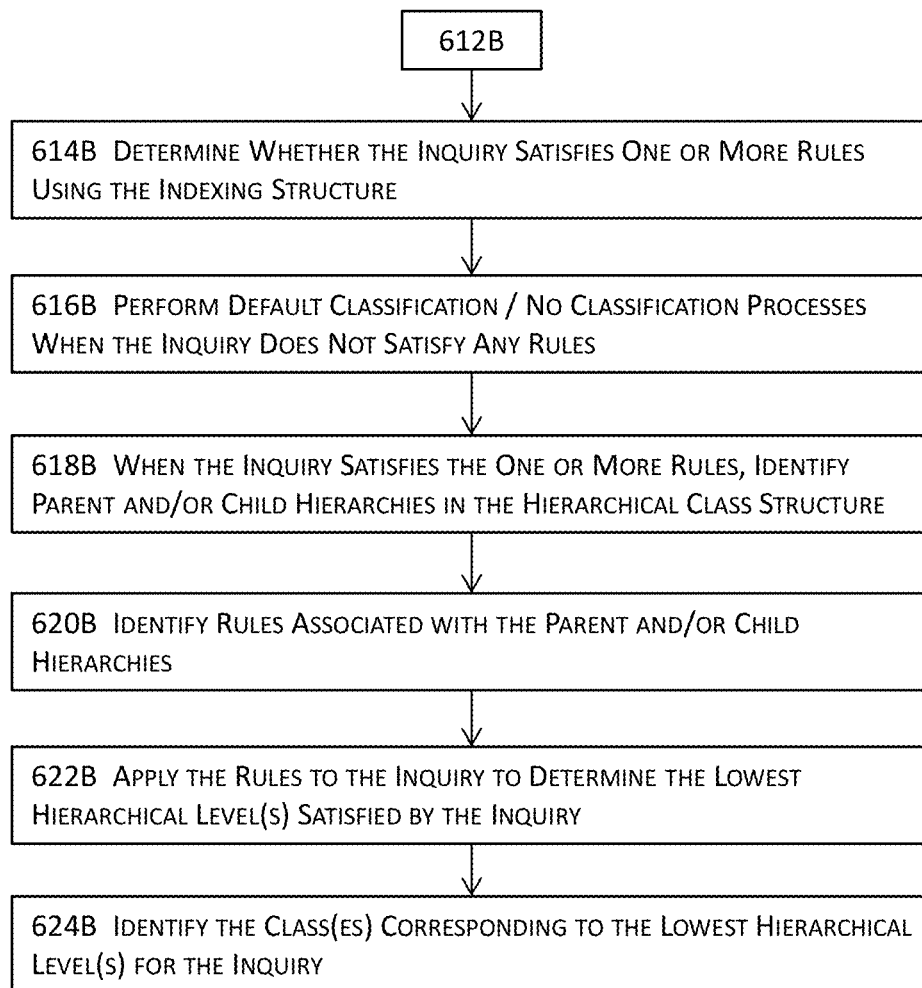 612B
614B DETERMINE WHETHER THE INQUIRY SATISFIES ONE OR MORE RULES
USING THE INDEXING STRUCTURE
616B PERFORM DEFAULT CLASSIFICATION / NO CLASSIFICATION PROCESSES
WHEN THE INQUIRY DOES NOT SATISFY ANY RULES
618B WHEN THE INQUIRY SATISFIES THE ONE OR MORE RULES, IDENTIFY
PARENT AND/OR CHILD HIERARCHIES IN THE HIERARCHICAL CLASS STRUCTURE
620B IDENTIFY RULES ASSOCIATED WITH THE PARENT AND/OR CHILD
HIERARCHIES
622B APPLY THE RULES TO THE INQUIRY TO DETERMINE THE LOWEST
HIERARCHICAL LEVEL(S) SATISFIED BY THE INQUIRY
624B IDENTIFY THE CLASS(ES) CORRESPONDING TO THE LOWEST HIERARCHICAL
LEVEL(S) FOR THE INQUIRY